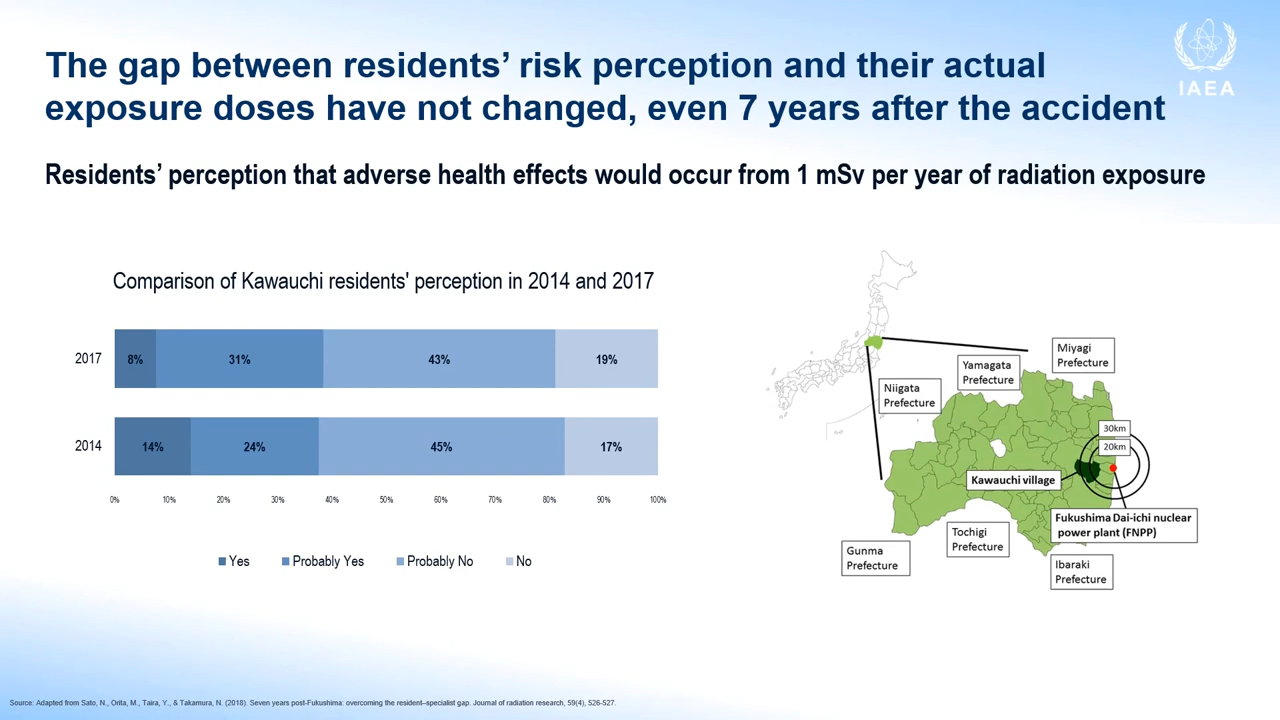 The gap between residents’ risk perception and their actual
exposure doses have not changed, even 7 years after the accident
IAEA
Residents’ perception that adverse health effects would occur from 1 mSv per year of radiation exposure
Comparison of Kawauchi residents' perception in 2014 and 2017
2017
8%
31%
43%
19%
2014
14%
24%
45%
17%
0%
10%
20%
30%
40%
50%
60%
70%
80%
90%
100%
Yes
Probably Yes
Probably No
No
Miyagi
Prefecture
Yamagata
Prefecture
Niigata
Prefecture
30km
20km
Kawauchi village
Fukushima Dai-ichi nuclear
power plant (FNPP)
Tochigi
Prefecture
Gunma
Prefecture
Ibaraki
Prefecture
Source: Adapted from Sato, N., Orita, M., Taira, Y., & Takamura, N. (2018). Seven years post-Fukushima: overcoming the resident–specialist gap. Journal of radiation research, 59(4), 526-527.